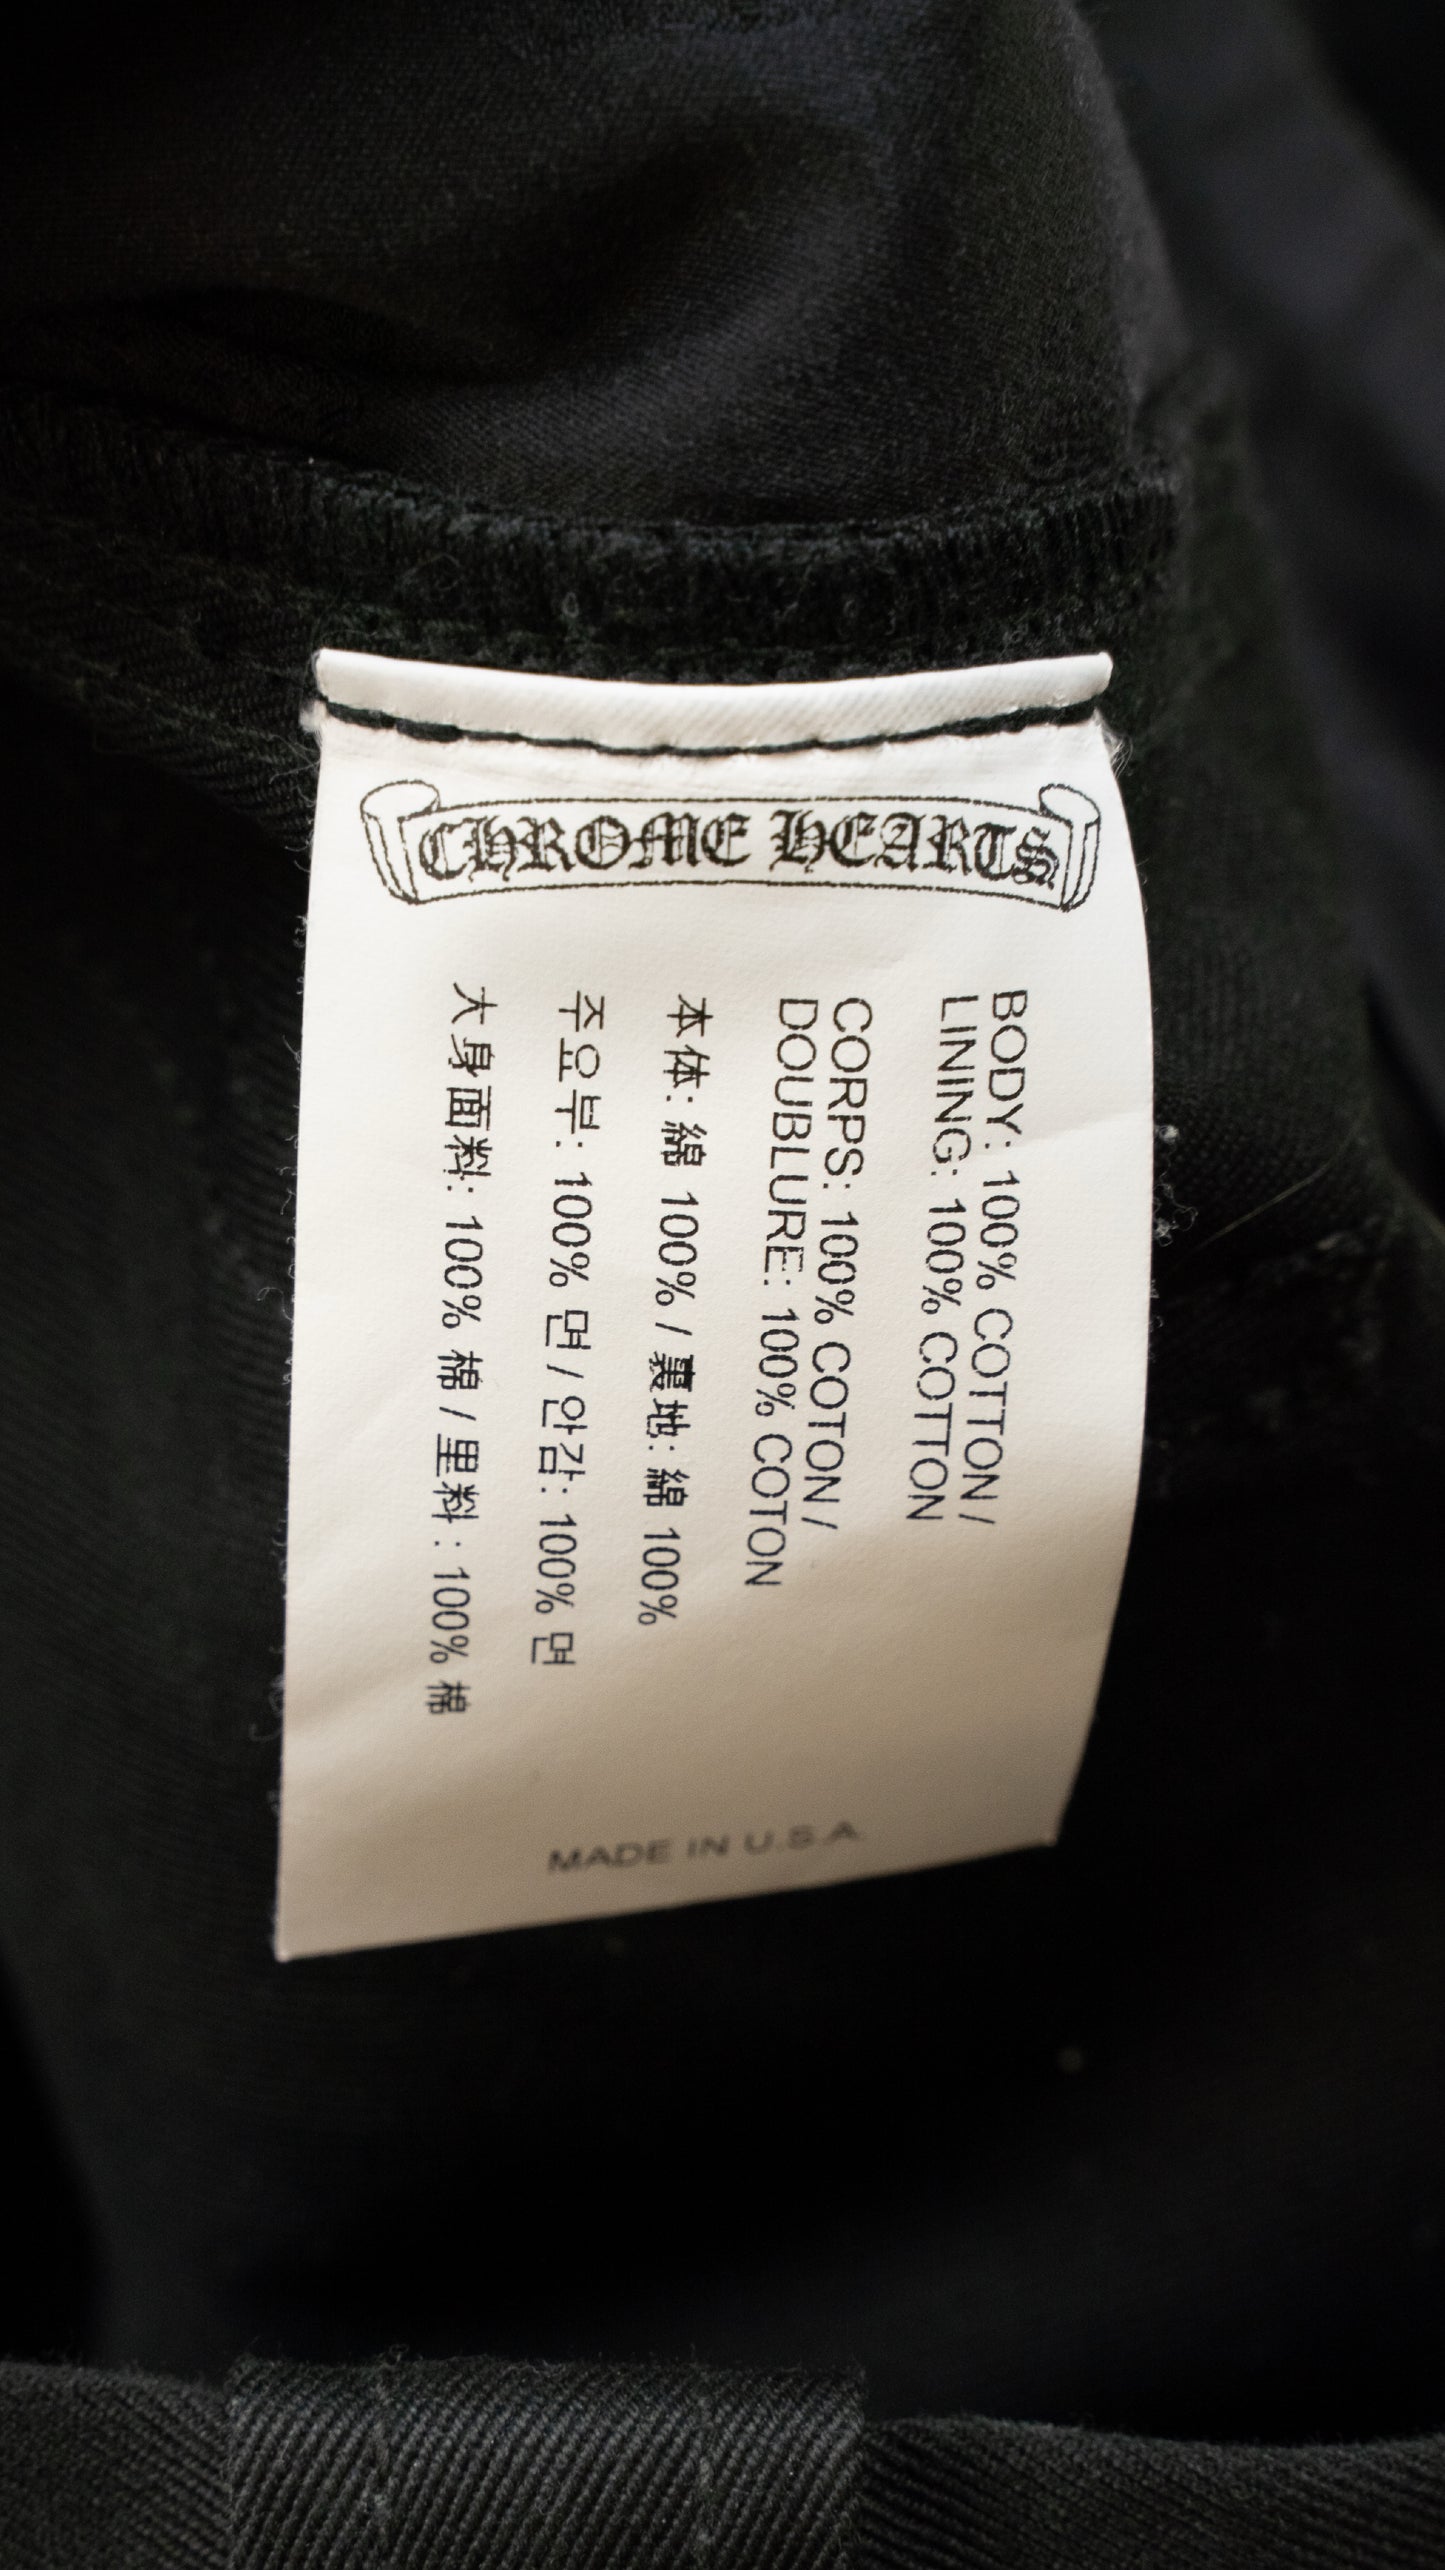 CHROME HEARTS
BODY: 100% COTTON /
LINING: 100% COTTON
CORPS: 100% COTON /
DOUBLURE: 100% COTON
本体: 綿 100% / 裏地: 綿 100%
주요부: 100% 면 / 안감: 100% 면
大身面料: 100% 棉 / 里料: 100% 棉
MADE IN U.S.A